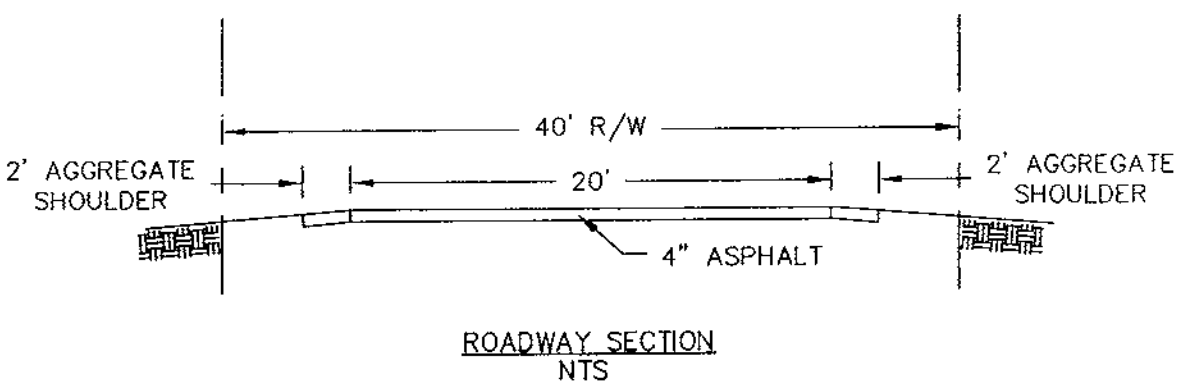 40' R/W
2' AGGREGATE
SHOULDER
20'
2' AGGREGATE
SHOULDER
4" ASPHALT
ROADWAY SECTION
NTS